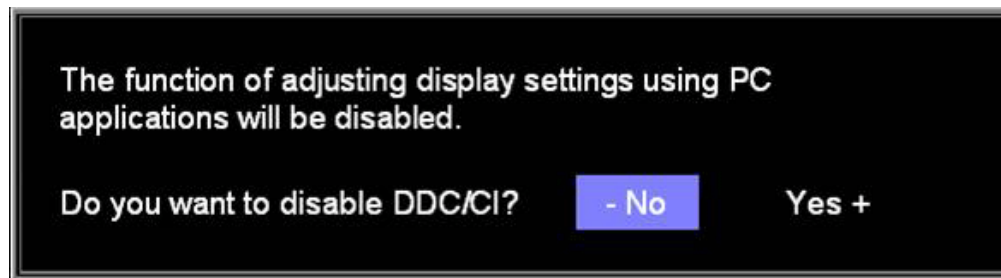 The function of adjusting display settings using PC
applications will be disabled.
Do you want to disable DDC/CI? - No Yes +